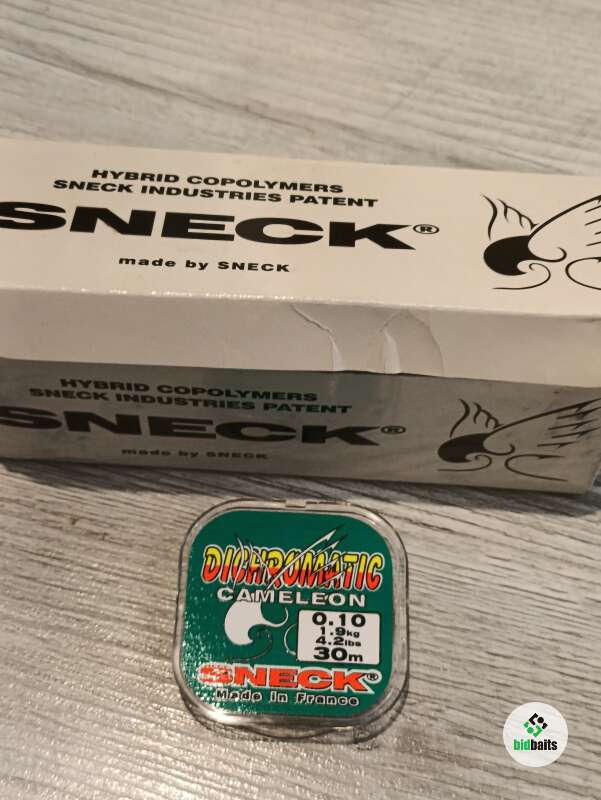 HYBRID COPOLYMERS
SNECK INDUSTRIES PATENT
SNECK®
made by SNECK
HYBRID COPOLYMERS
SNECK INDUSTRIES PATENT
SNECK®
made by SNECK
DICHROMATIC
CAMELEON
0.10
1.9kg
4.2lbs
30m
SNECK®
Made in France
bidbaits